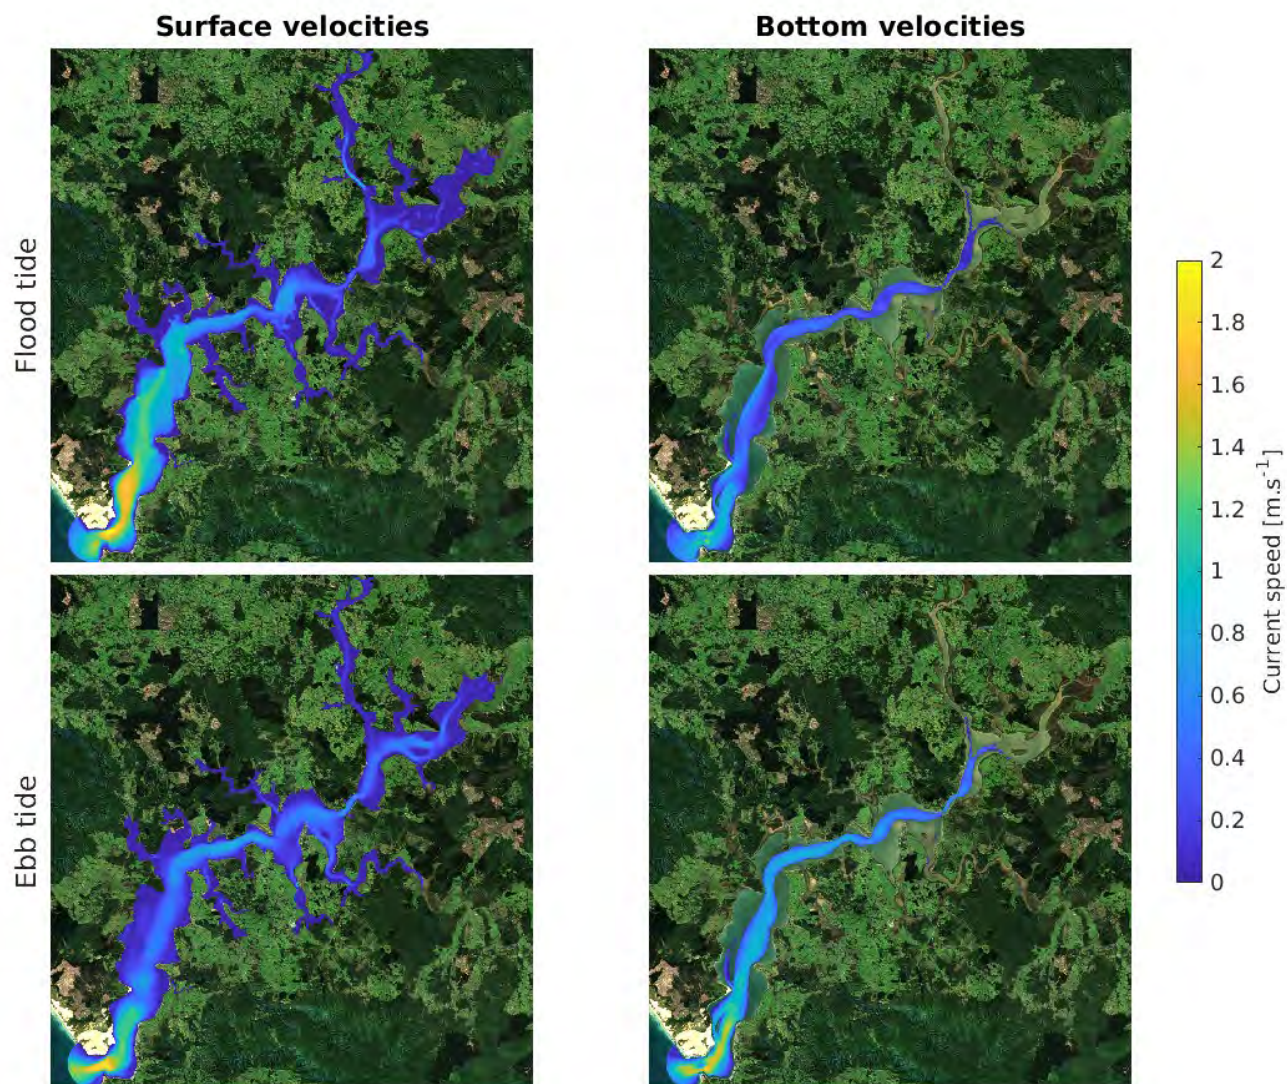 Surface velocities
Bottom velocities
Flood tide
Ebb tide
2
1.8
1.6
1.4
1.2
1
0.8
0.6
0.4
0.2
0
Current speed [m.s⁻¹]